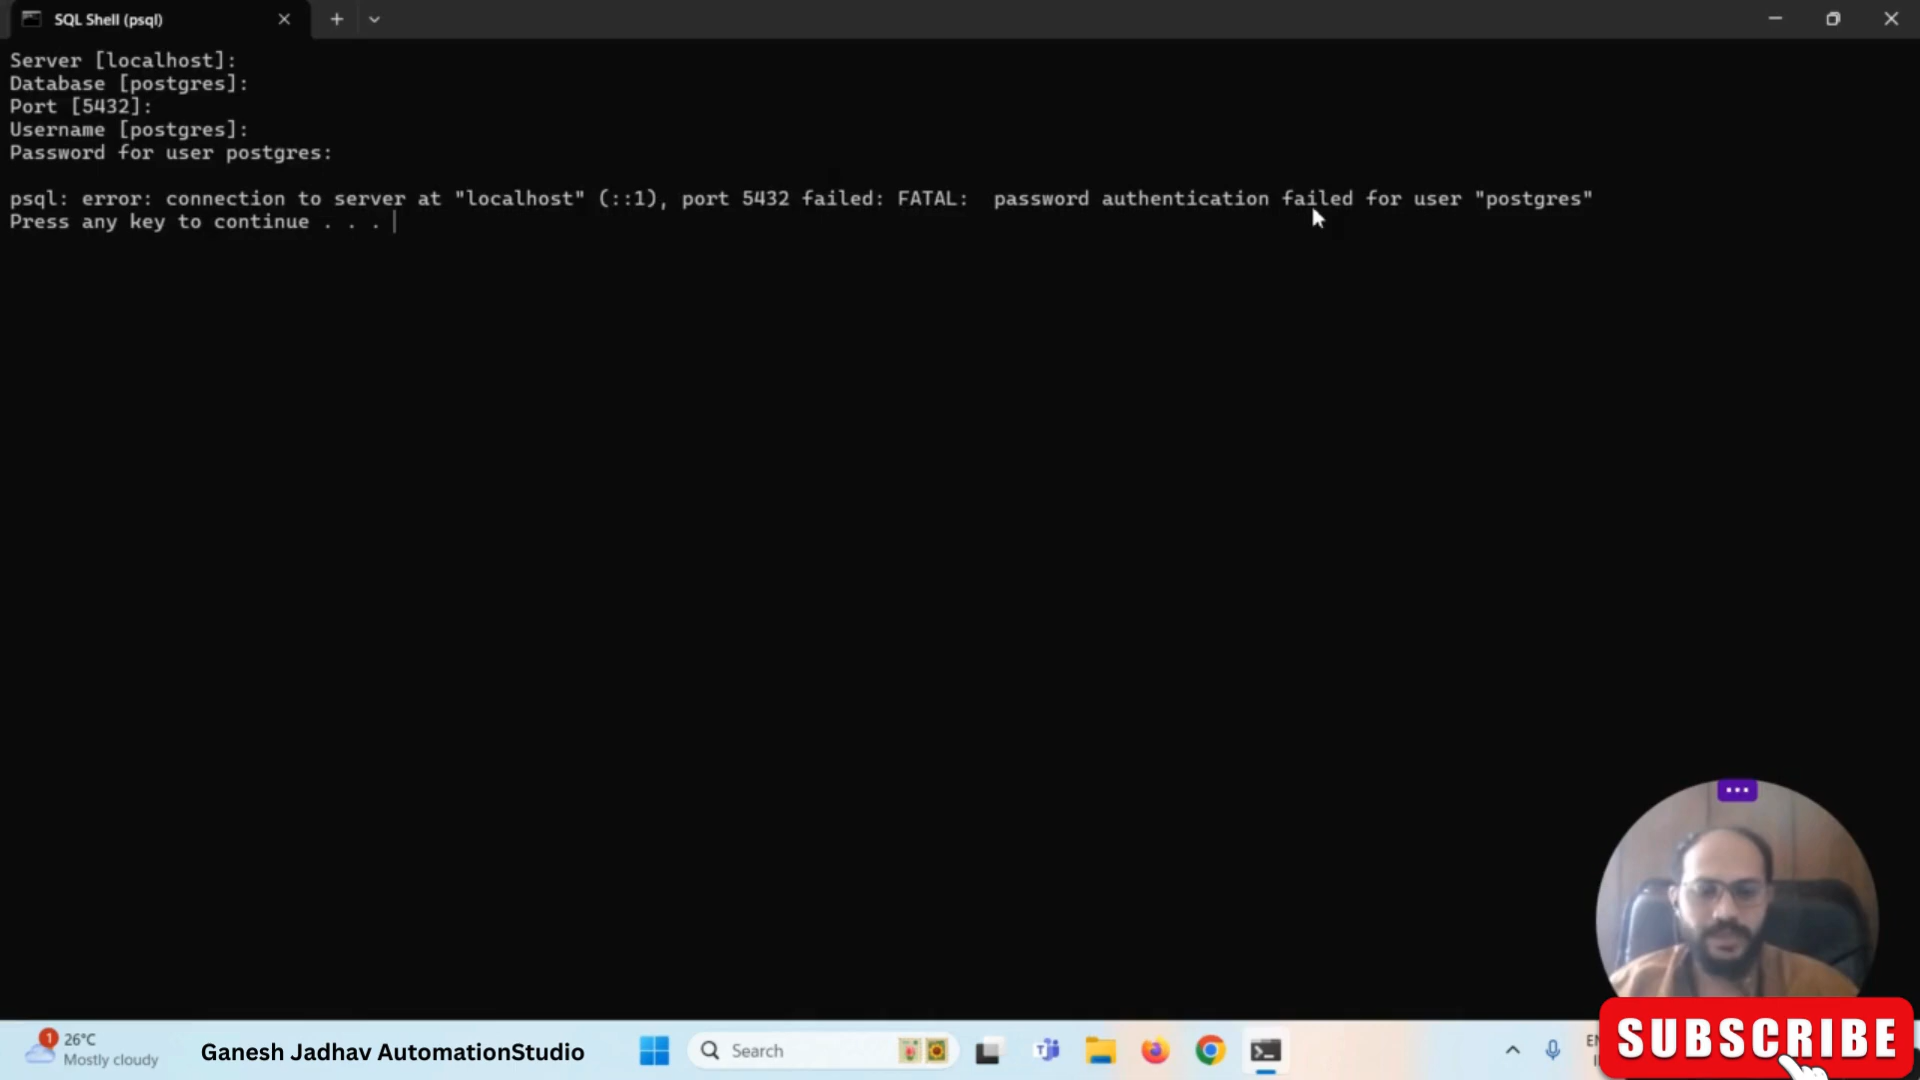 SQL Shell (psql)
Server [localhost]:
Database [postgres]:
Port [5432]:
Username [postgres]:
Password for user postgres:
psql: error: connection to server at "localhost" (::1), port 5432 failed: FATAL:  password authentication failed for user "postgres"
Press any key to continue . . .
1
26°C
Mostly cloudy
Ganesh Jadhav AutomationStudio
Search
SUBSCRIBE